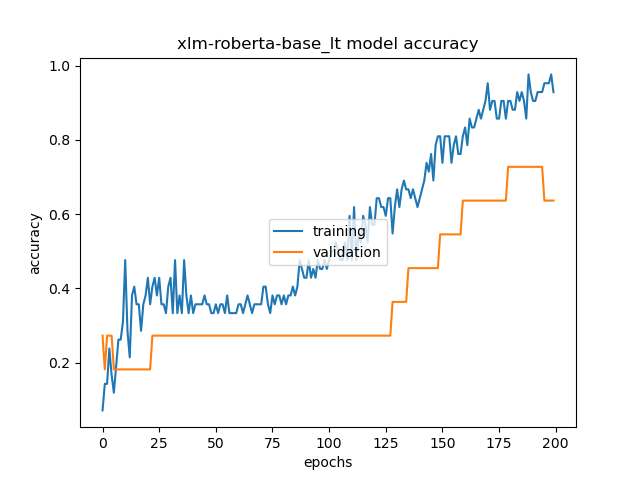 xlm-roberta-base_lt model accuracy
accuracy
1.0
0.8
0.6
0.4
0.2
training
validation
0 25 50 75 100 125 150 175 200
epochs